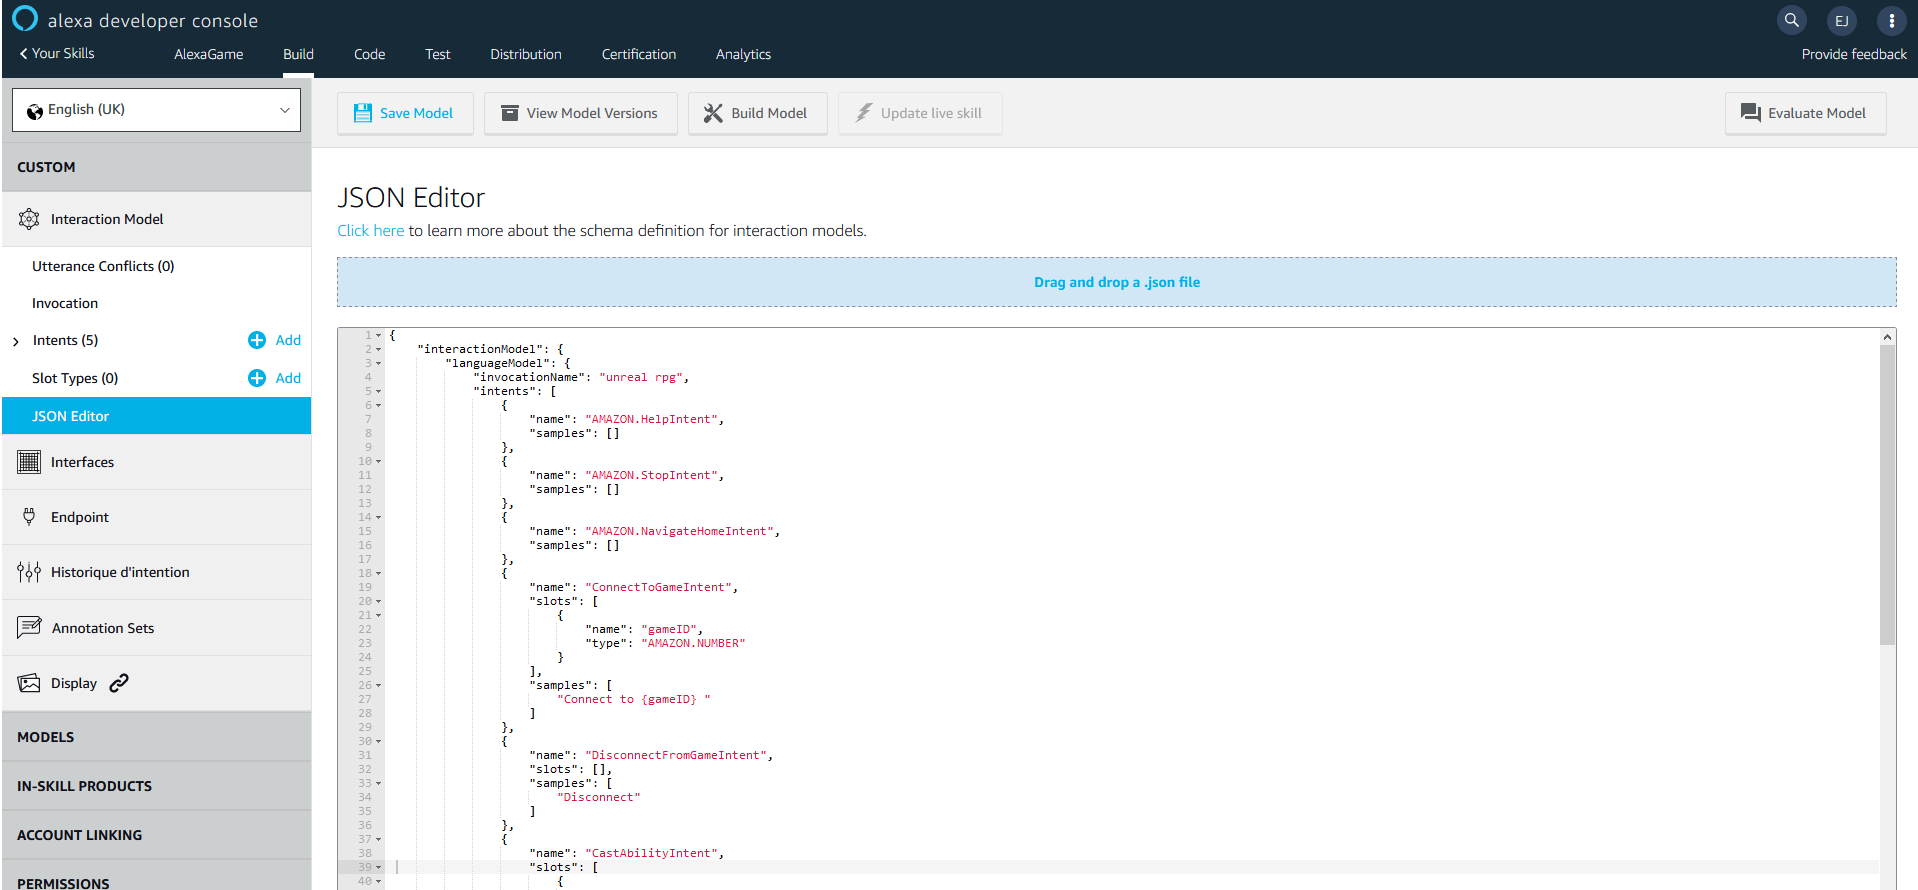 alexa developer console
EJ
Your Skills
AlexaGame
Build
Code
Test
Distribution
Certification
Analytics
Provide feedback
English (UK)
Save Model
View Model Versions
Build Model
Update live skill
Evaluate Model
CUSTOM
Interaction Model
Utterance Conflicts (0)
Invocation
Intents (5)
Add
Slot Types (0)
Add
JSON Editor
Interfaces
Endpoint
Historique d'intention
Annotation Sets
Display
MODELS
IN-SKILL PRODUCTS
ACCOUNT LINKING
PERMISSIONS
JSON Editor
Click here to learn more about the schema definition for interaction models.
Drag and drop a .json file
1 {
2 "interactionModel": {
3 "languageModel": {
4 "invocationName": "unreal rpg",
5 "intents": [
6 {
7 "name": "AMAZON.HelpIntent",
8 "samples": []
9 },
10 {
11 "name": "AMAZON.StopIntent",
12 "samples": []
13 },
14 {
15 "name": "AMAZON.NavigateHomeIntent",
16 "samples": []
17 },
18 {
19 "name": "ConnectToGameIntent",
20 "slots": [
21 {
22 "name": "gameID",
23 "type": "AMAZON.NUMBER"
24 }
25 ],
26 "samples": [
27 "Connect to {gameID} "
28 ]
29 },
30 {
31 "name": "DisconnectFromGameIntent",
32 "slots": [],
33 "samples": [
34 "Disconnect"
35 ]
36 },
37 {
38 "name": "CastAbilityIntent",
39 "slots": [
40 {